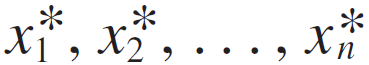 x₁*, x₂*, . . . , xₙ*